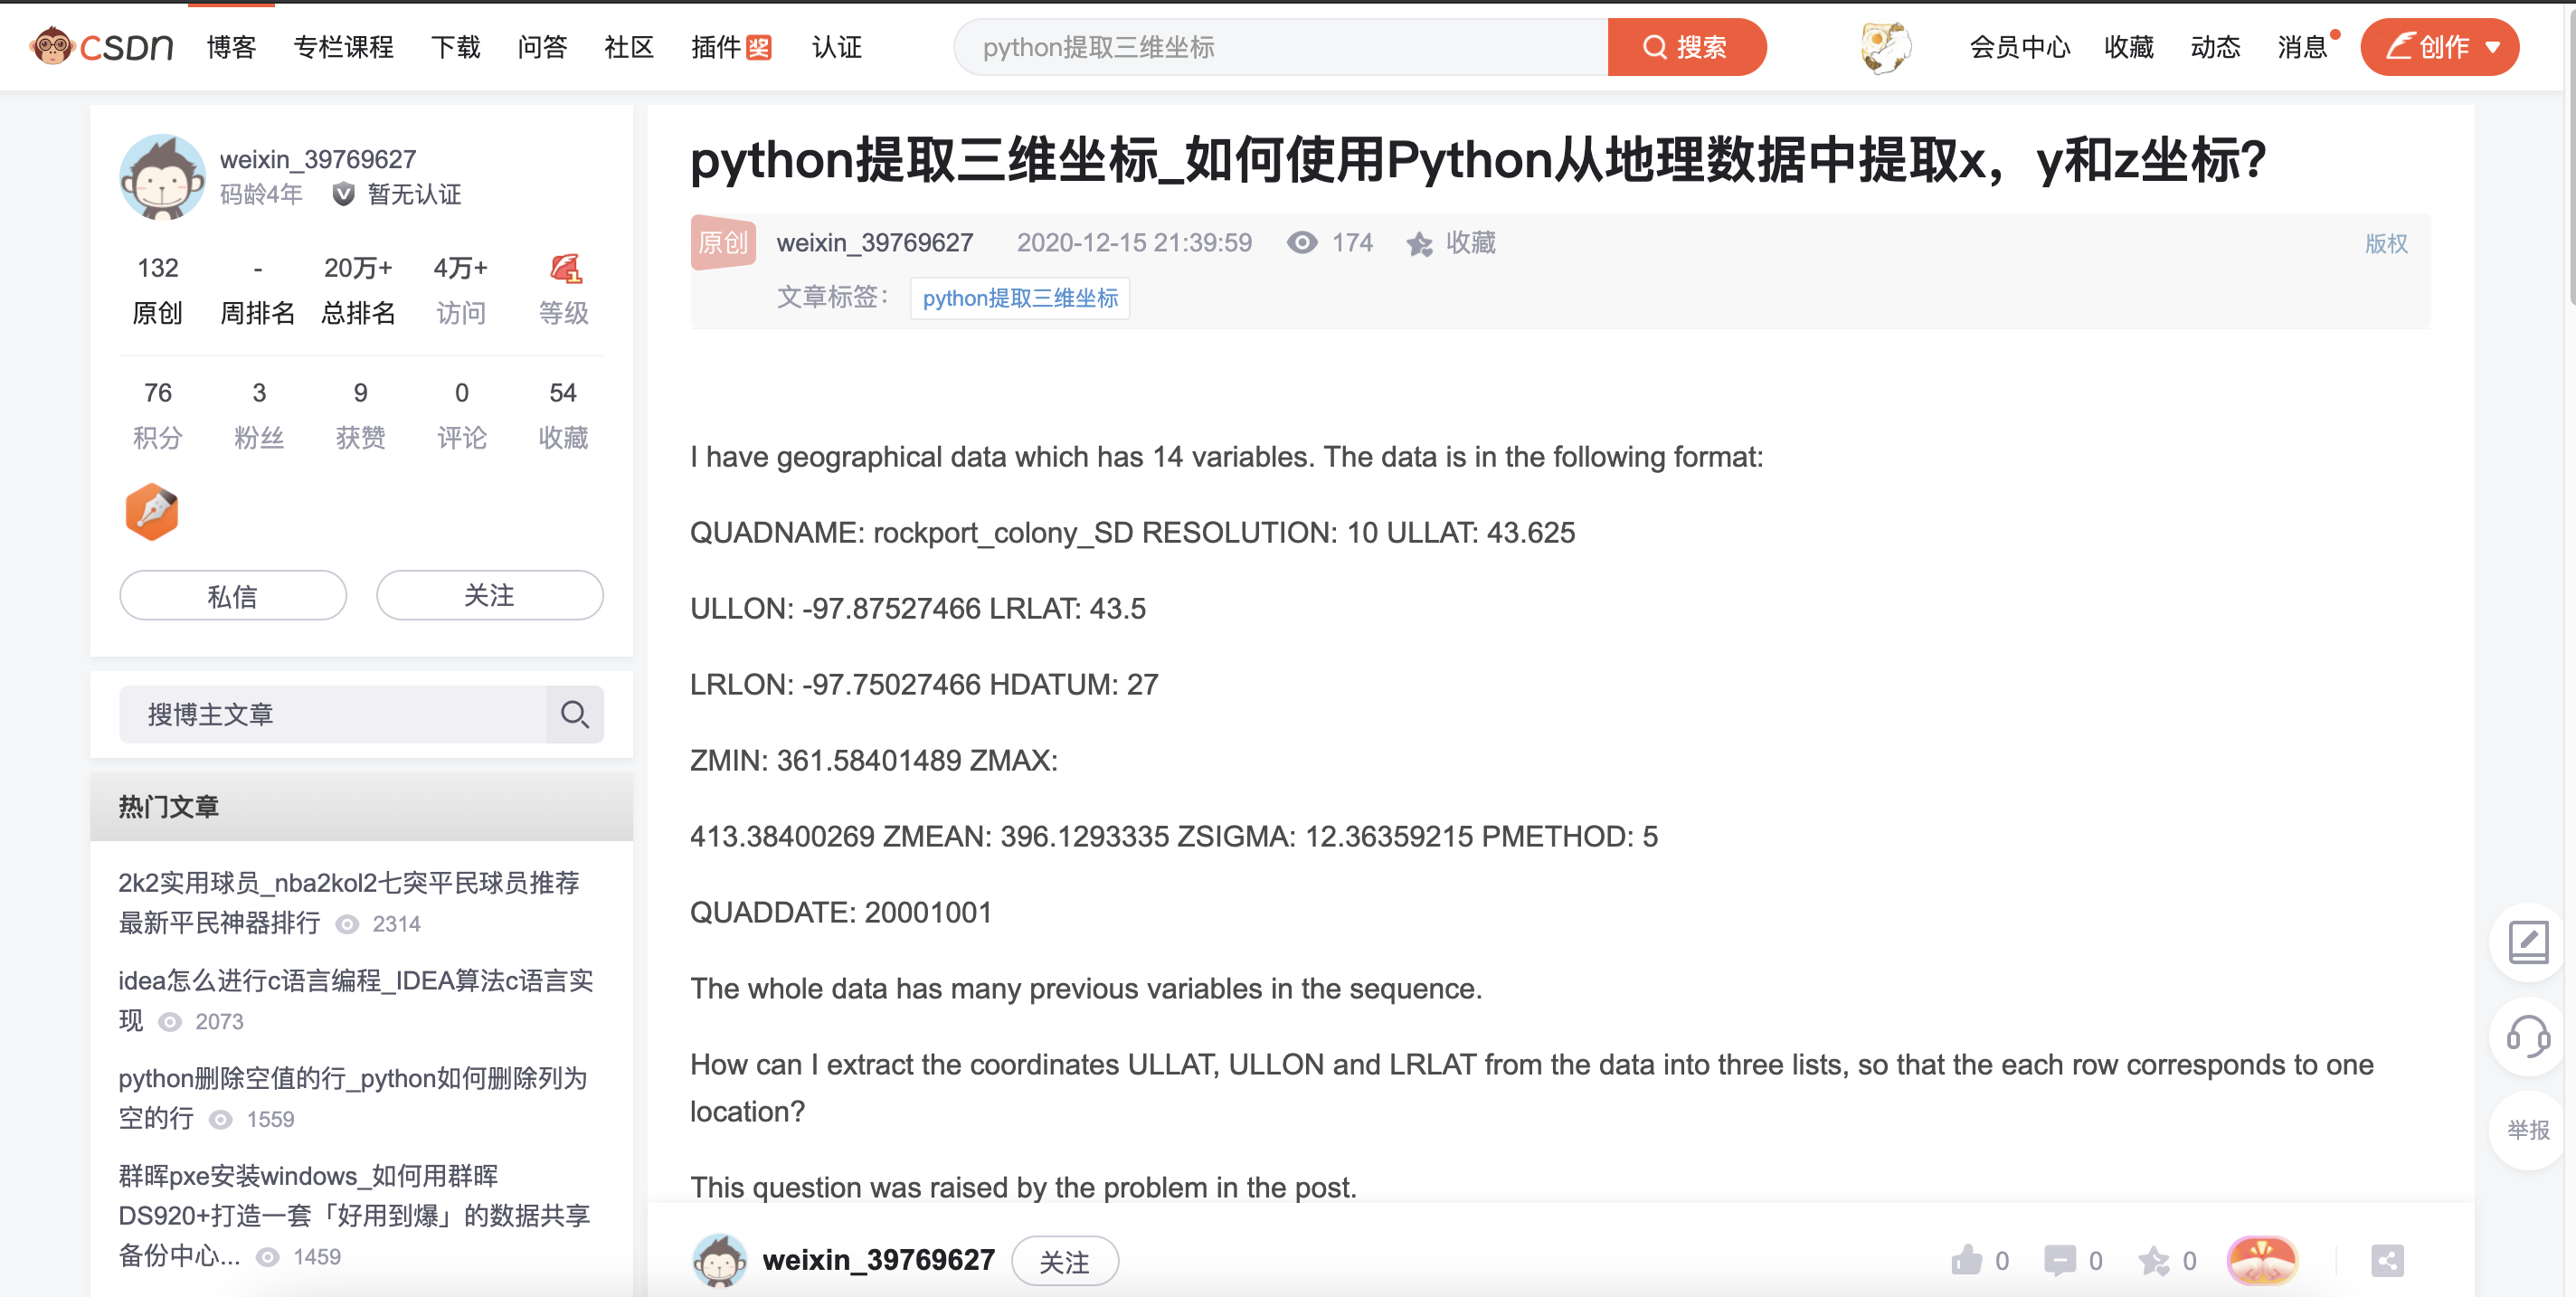 CSDN 博客 专栏课程 下载 问答 社区 插件 奖 认证 python提取三维坐标 搜索 会员中心 收藏 动态 消息 创作
weixin_39769627
码龄4年 暂无认证
132 - 20万+ 4万+ 1
原创 周排名 总排名 访问 等级
76 3 9 0 54
积分 粉丝 获赞 评论 收藏
私信 关注
搜博主文章
热门文章
2k2实用球员_nba2kol2七突平民球员推荐
最新平民神器排行 2314
idea怎么进行c语言编程_IDEA算法c语言实
现 2073
python删除空值的行_python如何删除列为
空的行 1559
群晖pxe安装windows_如何用群晖
DS920+打造一套「好用到爆」的数据共享
备份中心... 1459
python提取三维坐标_如何使用Python从地理数据中提取x，y和z坐标？
原创 weixin_39769627 2020-12-15 21:39:59 174 收藏 版权
文章标签： python提取三维坐标
I have geographical data which has 14 variables. The data is in the following format:
QUADNAME: rockport_colony_SD RESOLUTION: 10 ULLAT: 43.625
ULLON: -97.87527466 LRLAT: 43.5
LRLON: -97.75027466 HDATUM: 27
ZMIN: 361.58401489 ZMAX:
413.38400269 ZMEAN: 396.1293335 ZSIGMA: 12.36359215 PMETHOD: 5
QUADDATE: 20001001
The whole data has many previous variables in the sequence.
How can I extract the coordinates ULLAT, ULLON and LRLAT from the data into three lists, so that the each row corresponds to one
location?
This question was raised by the problem in the post.
weixin_39769627 关注 0 0 0
举报